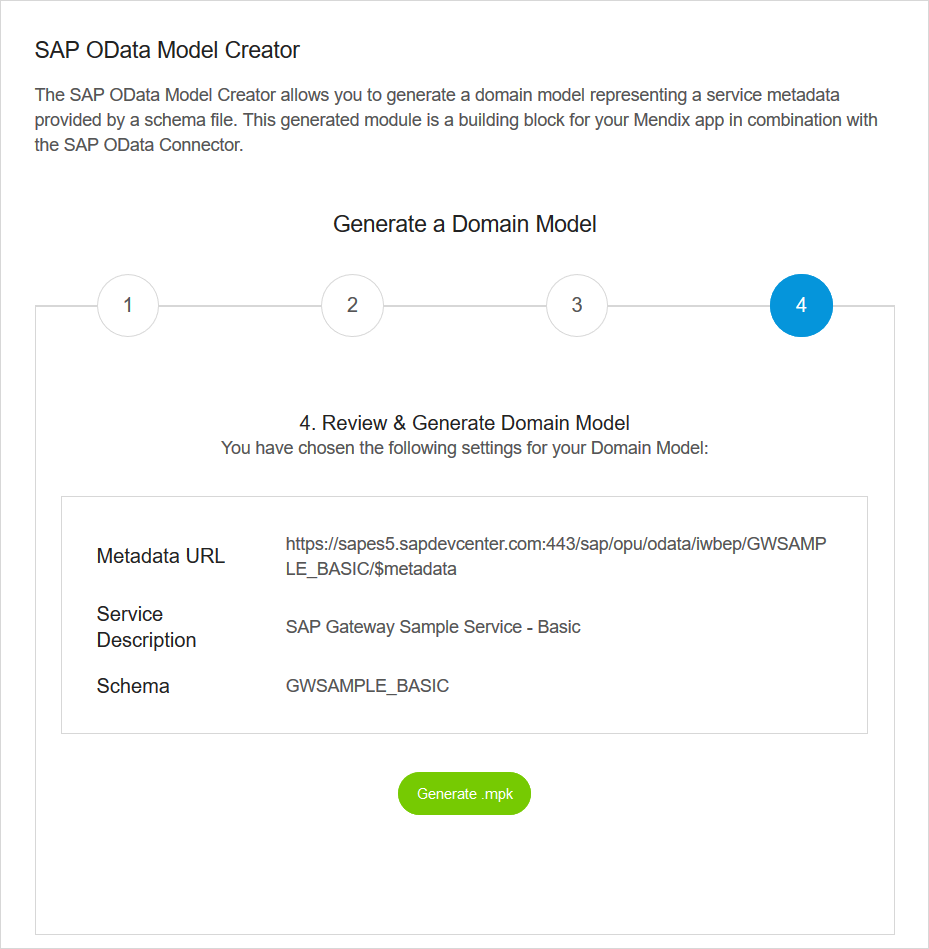 SAP OData Model Creator
The SAP OData Model Creator allows you to generate a domain model representing a service metadata
provided by a schema file. This generated module is a building block for your Mendix app in combination with
the SAP OData Connector.
Generate a Domain Model
1
2
3
4
4. Review & Generate Domain Model
You have chosen the following settings for your Domain Model:
Metadata URL
https://sapes5.sapdevcenter.com:443/sap/opu/odata/iwbep/GWSAMP
LE_BASIC/$metadata
Service
Description
SAP Gateway Sample Service - Basic
Schema
GWSAMPLE_BASIC
Generate .mpk